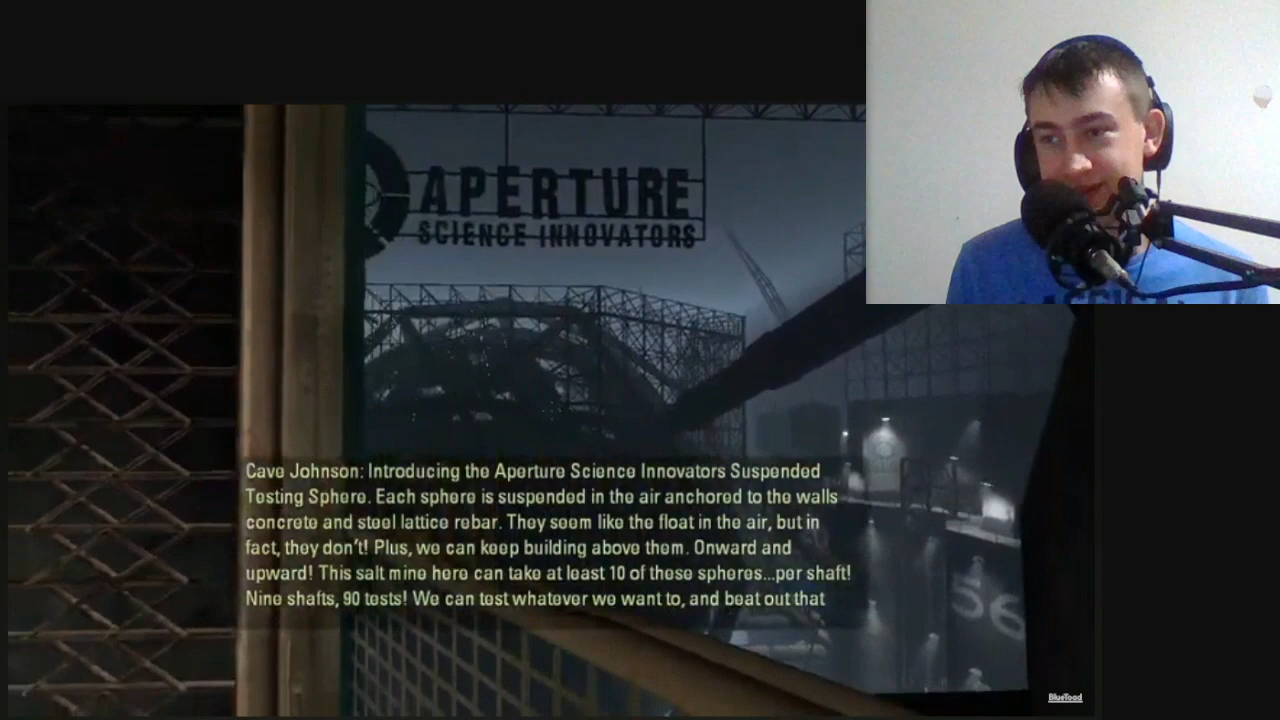 APERTURE
SCIENCE INNOVATORS
Cave Johnson: Introducing the Aperture Science Innovators Suspended
Testing Sphere. Each sphere is suspended in the air anchored to the walls
concrete and steel lattice rebar. They seem like the float in the air, but in
fact, they don't! Plus, we can keep building above them. Onward and
upward! This salt mine here can take at least 10 of these spheres...per shaft!
Nine shafts, 90 tests! We can test whatever we want to, and beat out that
56
BlueToad